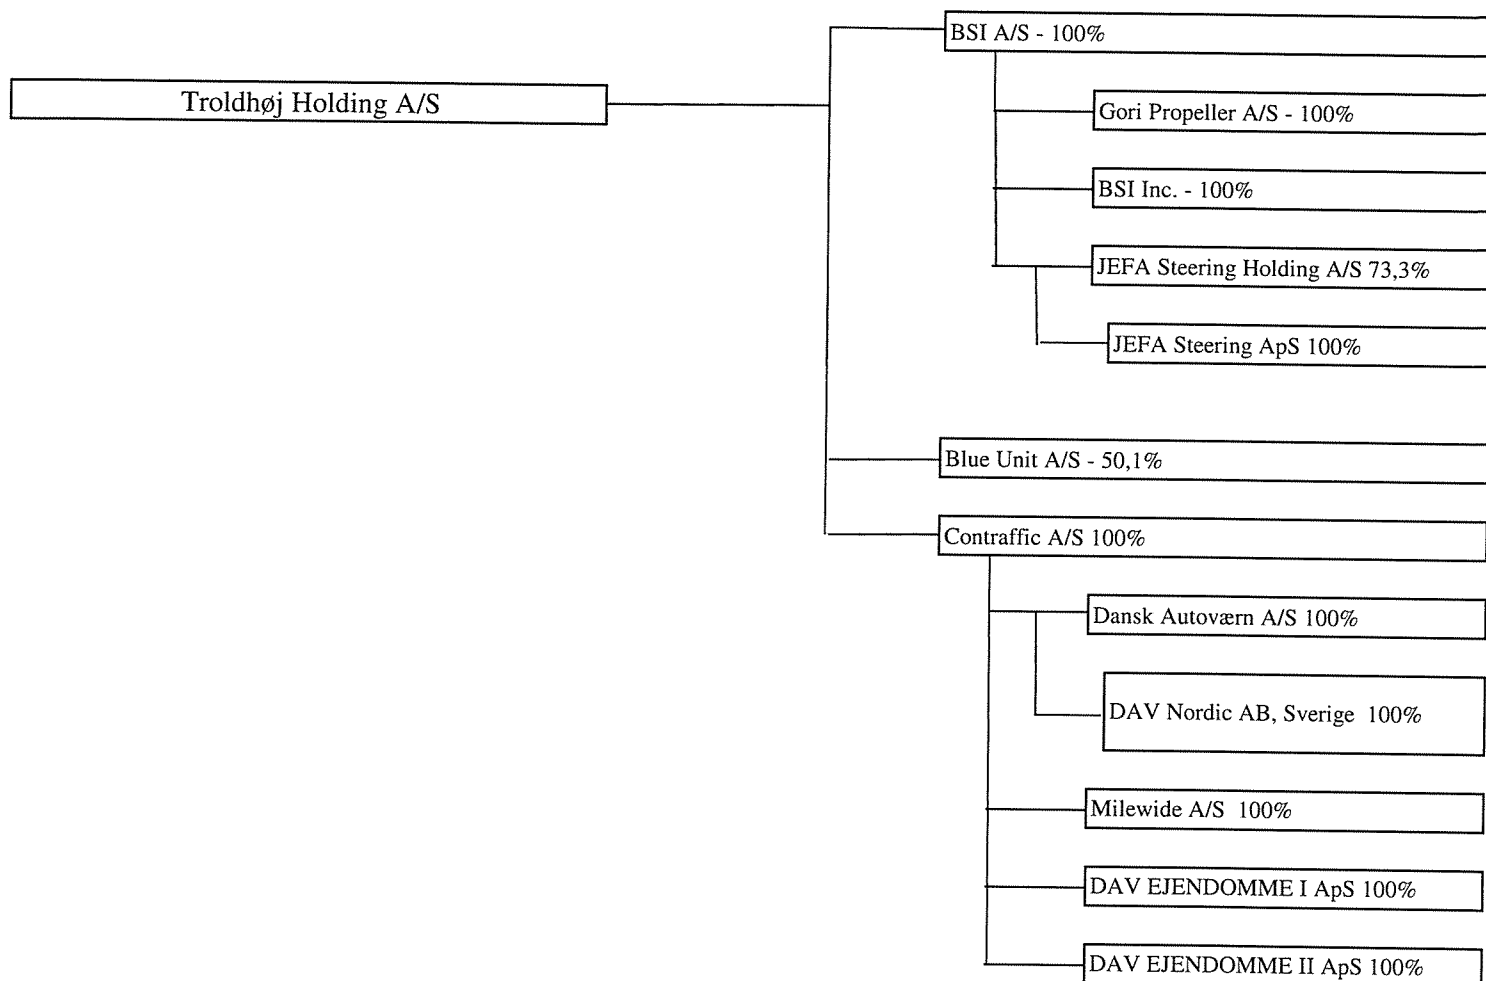 BSI A/S - 100%
Troldhøj Holding A/S
Gori Propeller A/S - 100%
BSI Inc. - 100%
JEFA Steering Holding A/S 73,3%
JEFA Steering ApS 100%
Blue Unit A/S - 50,1%
Contraffic A/S 100%
Dansk Autoværn A/S 100%
DAV Nordic AB, Sverige 100%
Milewide A/S 100%
DAV EJENDOMME I ApS 100%
DAV EJENDOMME II ApS 100%